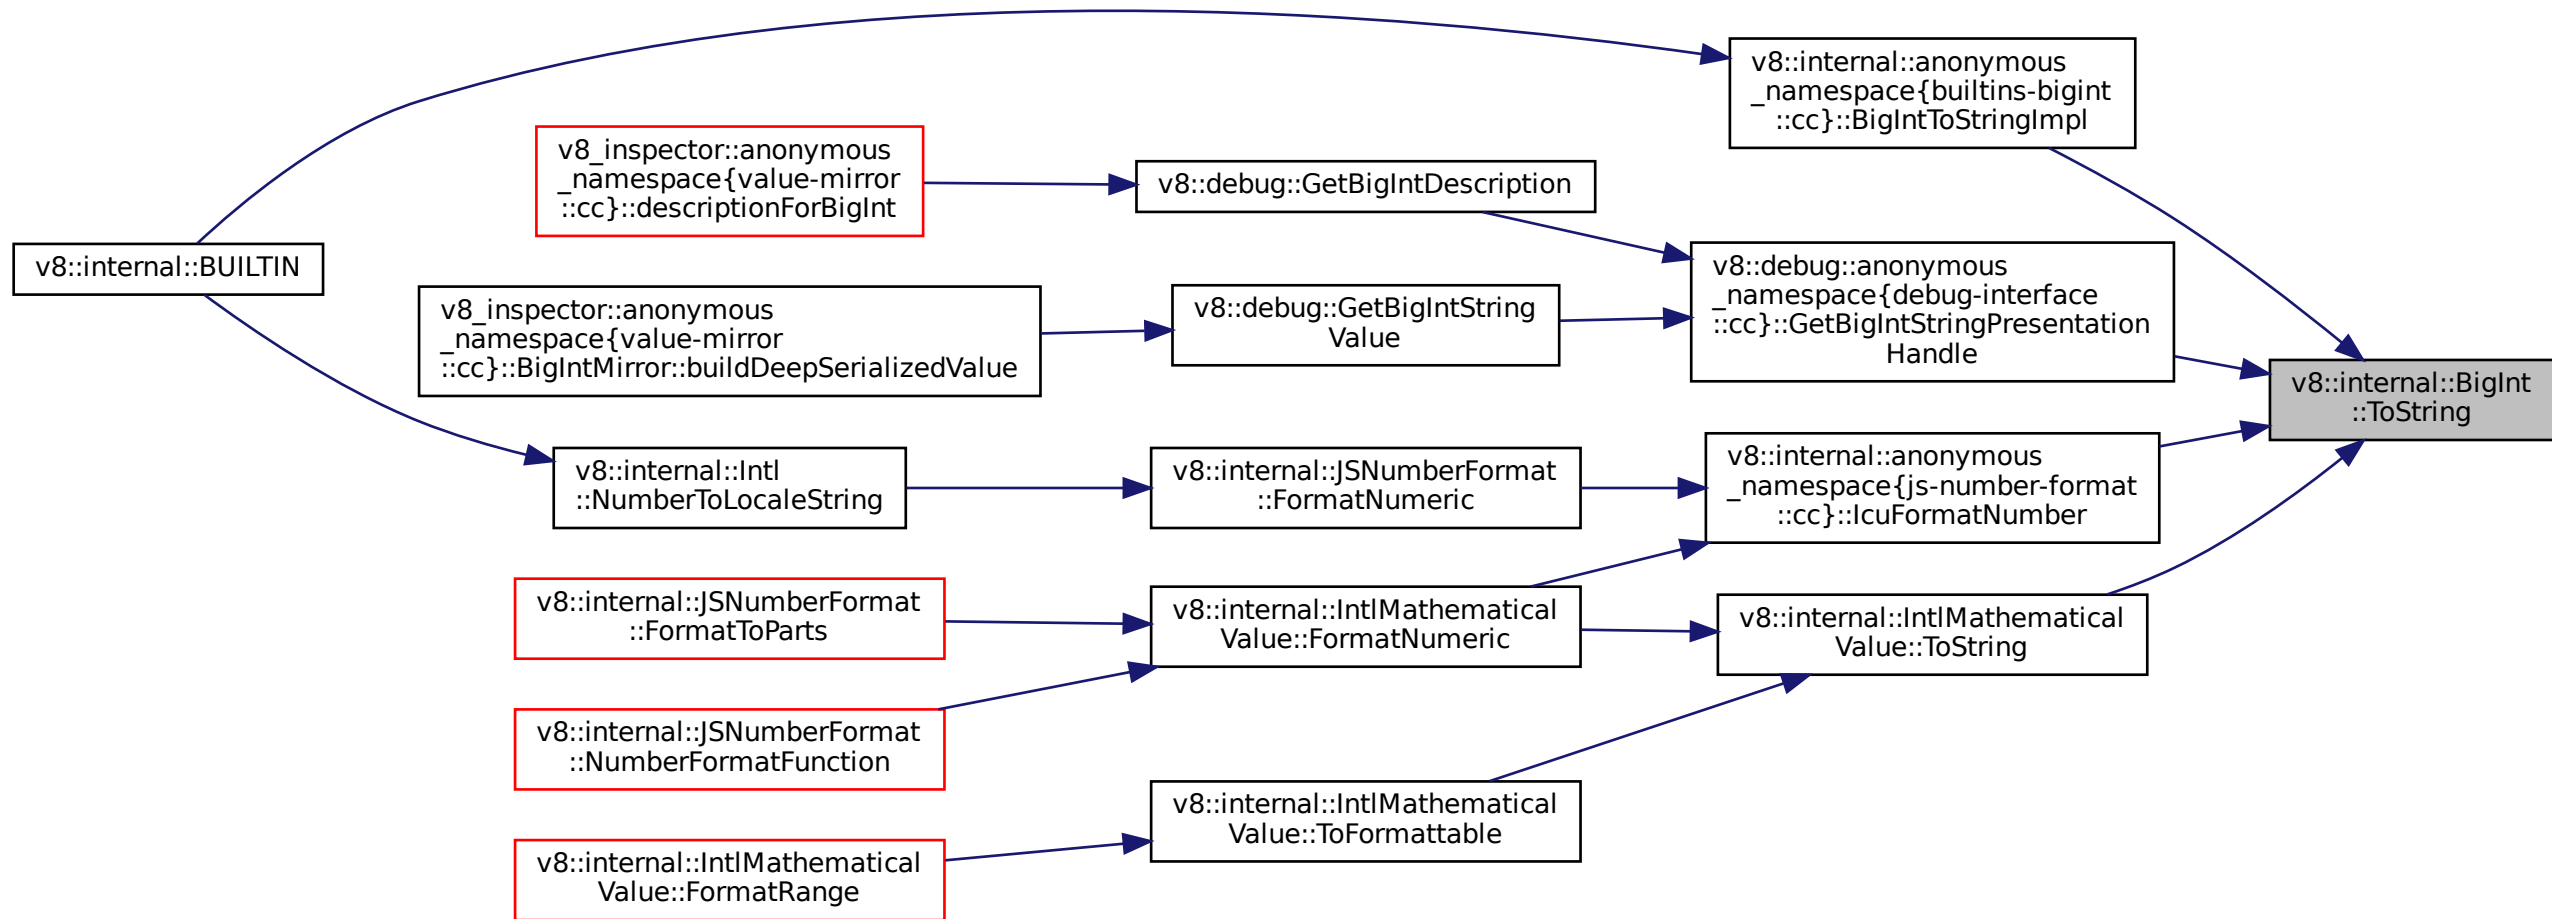 v8::internal::anonymous
_namespace{builtins-bigint
::cc}::BigIntToStringImpl
v8_inspector::anonymous
_namespace{value-mirror
::cc}::descriptionForBigInt
v8::debug::GetBigIntDescription
v8::internal::BUILTIN
v8::debug::anonymous
_namespace{debug-interface
::cc}::GetBigIntStringPresentation
Handle
v8_inspector::anonymous
_namespace{value-mirror
::cc}::BigIntMirror::buildDeepSerializedValue
v8::debug::GetBigIntString
Value
v8::internal::BigInt
::ToString
v8::internal::Intl
::NumberToLocaleString
v8::internal::JSNumberFormat
::FormatNumeric
v8::internal::anonymous
_namespace{js-number-format
::cc}::IcuFormatNumber
v8::internal::JSNumberFormat
::FormatToParts
v8::internal::IntlMathematical
Value::FormatNumeric
v8::internal::IntlMathematical
Value::ToString
v8::internal::JSNumberFormat
::NumberFormatFunction
v8::internal::IntlMathematical
Value::ToFormattable
v8::internal::IntlMathematical
Value::FormatRange